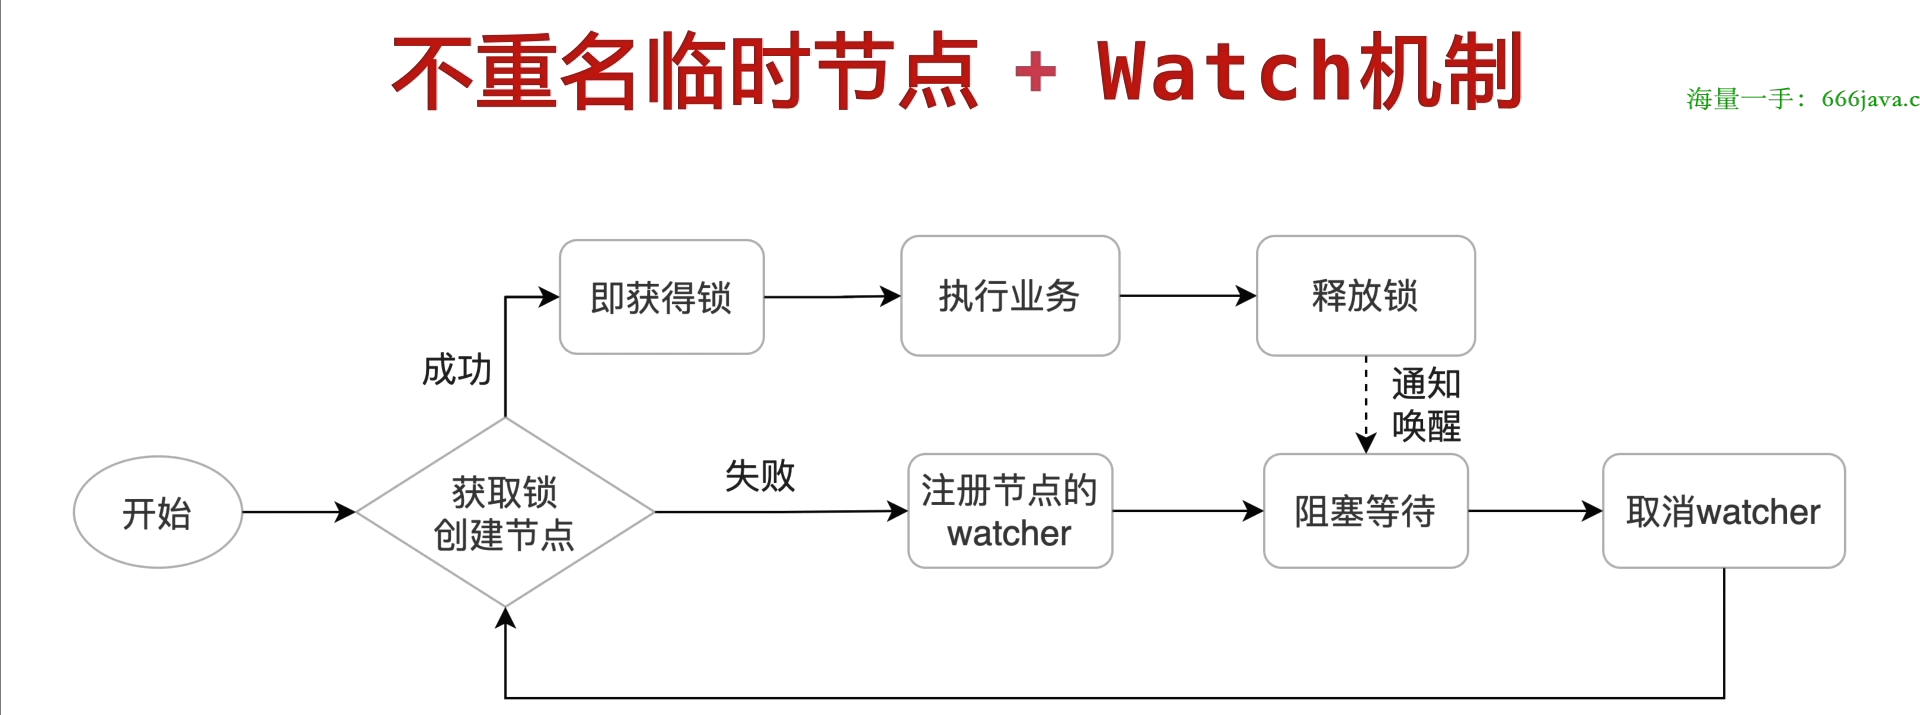 不重名临时节点 + Watch机制
海量一手：666java.c
即获得锁
执行业务
释放锁
成功
通知
唤醒
开始
获取锁
创建节点
失败
注册节点的
watcher
阻塞等待
取消watcher